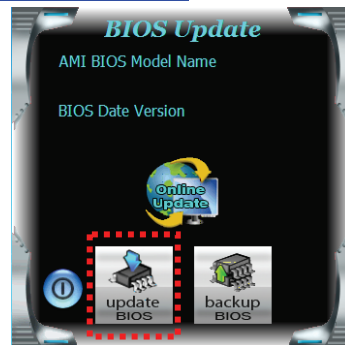 BIOS Update
AMI BIOS Model Name
BIOS Date Version
Online
Update
update
BIOS
backup
BIOS